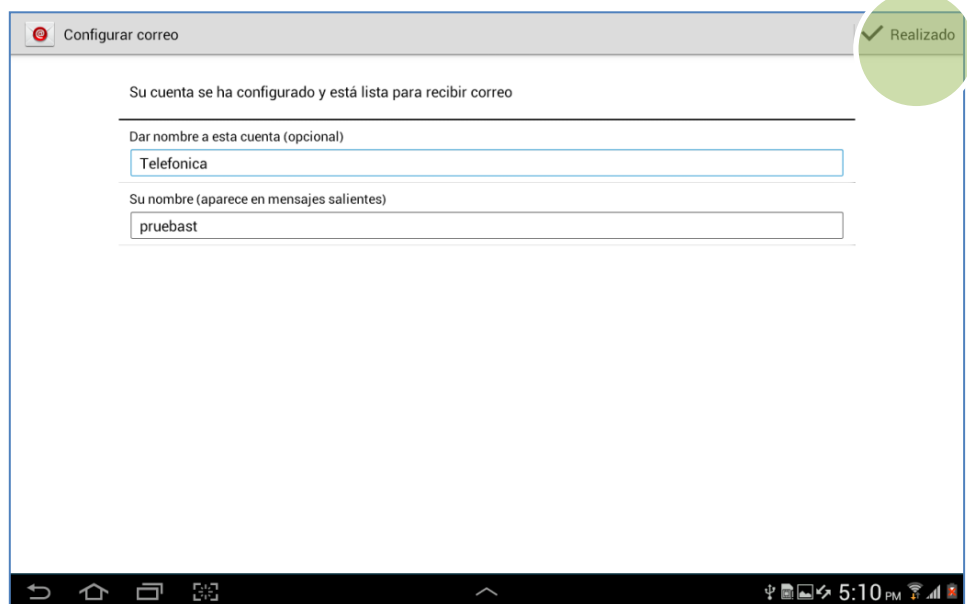 Configurar correo
Realizado
Su cuenta se ha configurado y está lista para recibir correo
Dar nombre a esta cuenta (opcional)
Telefonica
Su nombre (aparece en mensajes salientes)
pruebast
5:10 PM